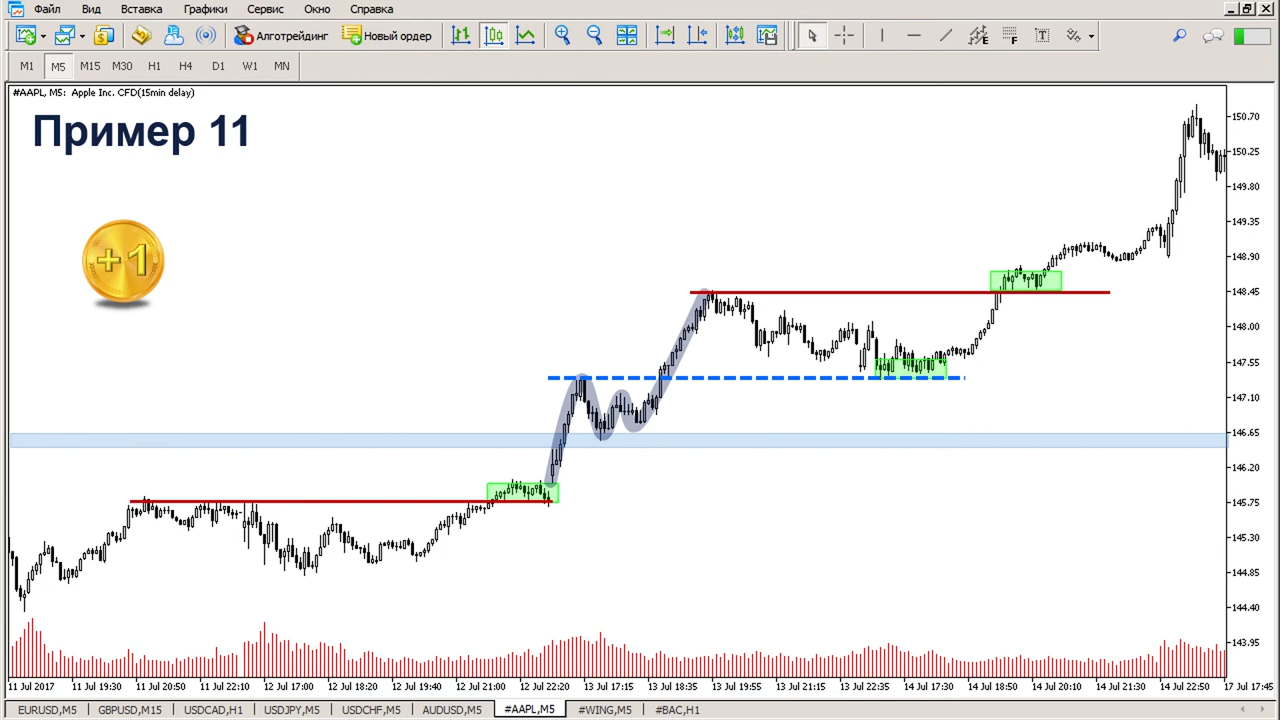 Файл Вид Вставка Графики Сервис Окно Справка
Алготрейдинг Новый ордер
M1 M5 M15 M30 H1 H4 D1 W1 MN
#AAPL, M5: Apple Inc. CFD(15min delay)
Пример 11
+1
150.70
150.25
149.80
149.35
148.90
148.45
148.00
147.55
147.10
146.65
146.20
145.75
145.30
144.85
144.40
143.95
11 Jul 2017 11 Jul 19:30 11 Jul 20:50 11 Jul 22:10 12 Jul 17:00 12 Jul 18:20 12 Jul 19:40 12 Jul 21:00 12 Jul 22:20 13 Jul 17:15 13 Jul 18:35 13 Jul 19:55 13 Jul 21:15 13 Jul 22:35 14 Jul 17:30 14 Jul 18:50 14 Jul 20:10 14 Jul 21:30 14 Jul 22:50 17 Jul 17:45
EURUSD,M5 GBPUSD,M15 USDCAD,H1 USDJPY,M5 USDCHF,M5 AUDUSD,M5 #AAPL,M5 #WING,M5 #BAC,H1